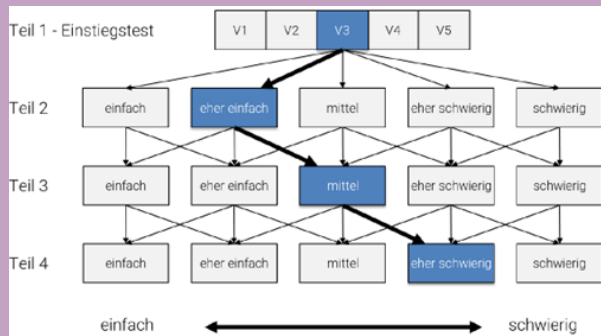 Teil 1 - Einstiegstest V1 V2 V3 V4 V5
Teil 2 einfach eher einfach mittel eher schwierig schwierig
Teil 3 einfach eher einfach mittel eher schwierig schwierig
Teil 4 einfach eher einfach mittel eher schwierig schwierig
einfach schwierig